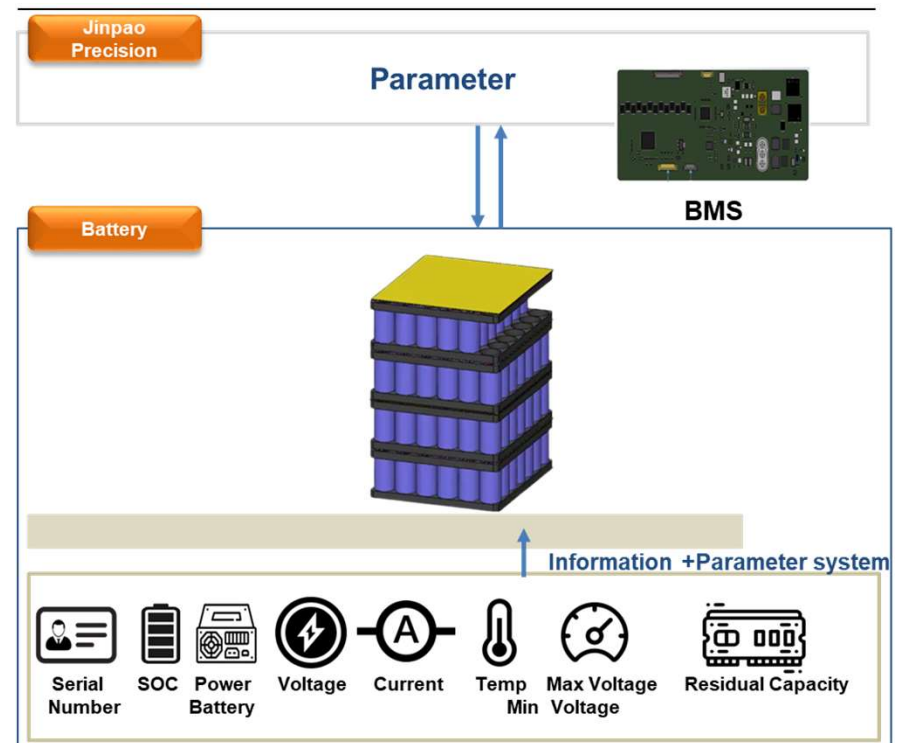 Jinpao
Precision
Parameter
BMS
Battery
Information +Parameter system
A
Serial SOC Power Voltage Current Temp Max Voltage Residual Capacity
Number Battery Min Voltage